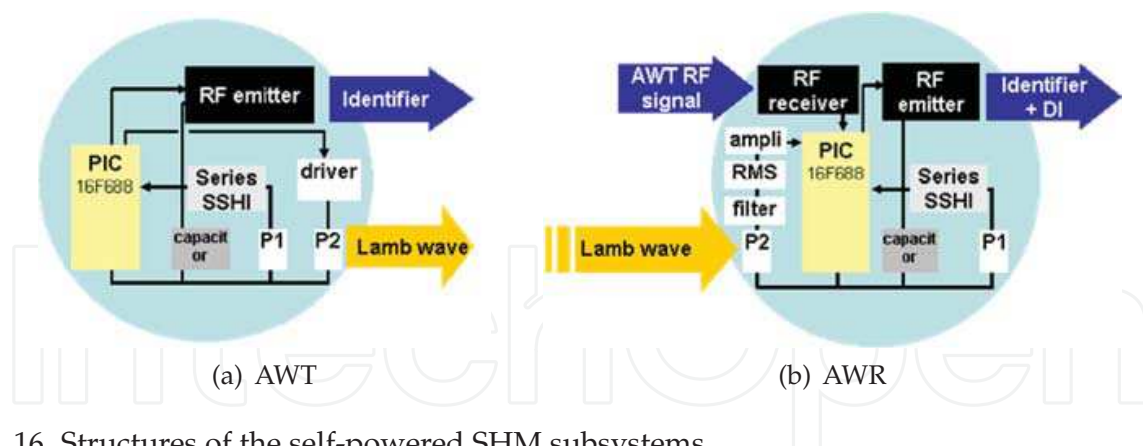 RF emitter
Identifier
PIC
16F688
Series
SSHI
driver
capacit
or
P1
P2
Lamb wave
(a) AWT
AWT RF
signal
RF
receiver
RF
emitter
Identifier
+ DI
ampli
RMS
filter
P2
PIC
16F688
Series
SSHI
capacit
or
P1
Lamb wave
(b) AWR
16. Structures of the self-powered SHM subsystems